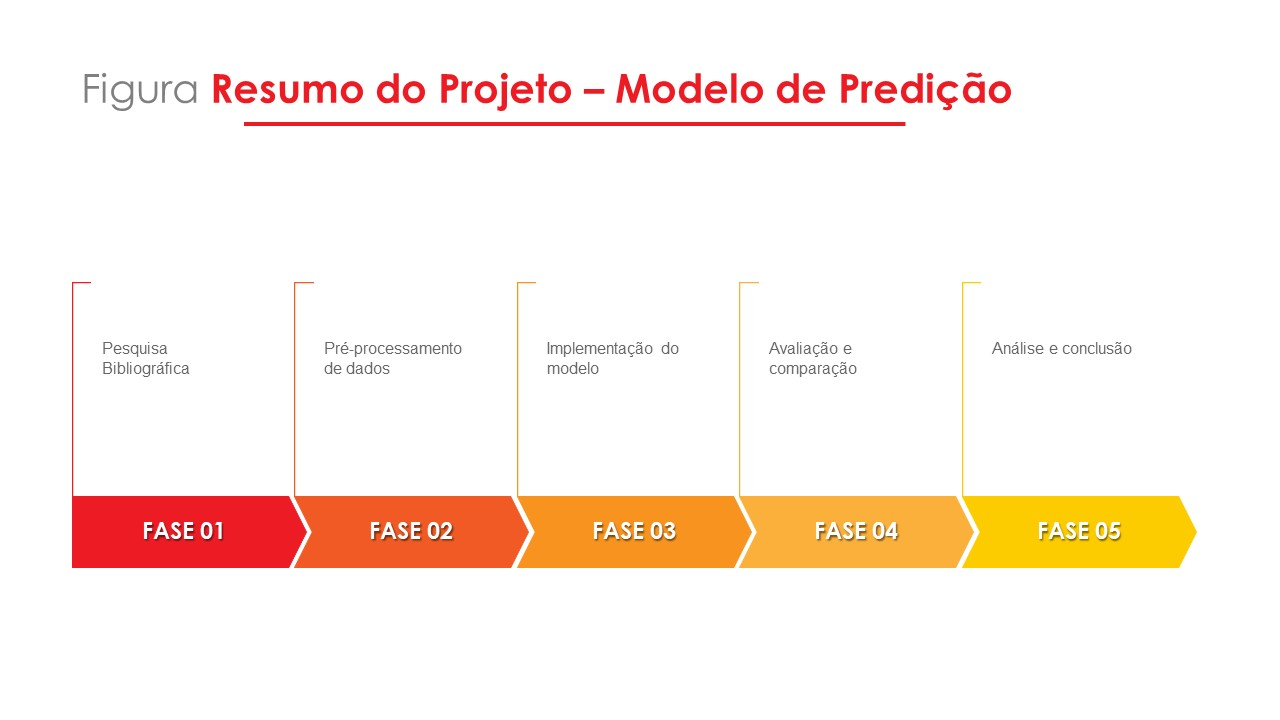 Figura Resumo do Projeto – Modelo de Predição
Pesquisa
Bibliográfica
Pré-processamento
de dados
Implementação do
modelo
Avaliação e
comparação
Análise e conclusão
FASE 01
FASE 02
FASE 03
FASE 04
FASE 05